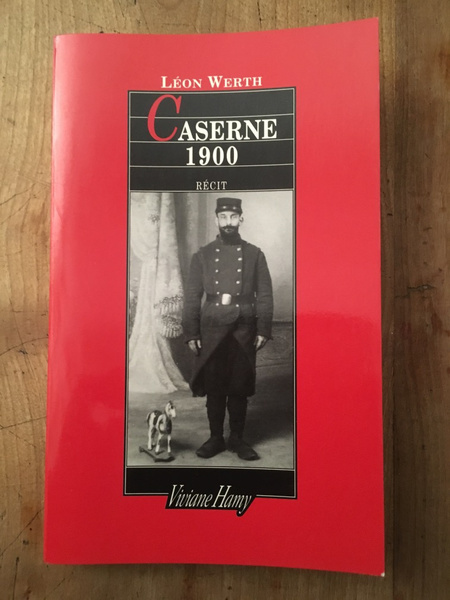 LÉON WERTH
CASERNE
1900
RÉCIT
Viviane Hamy